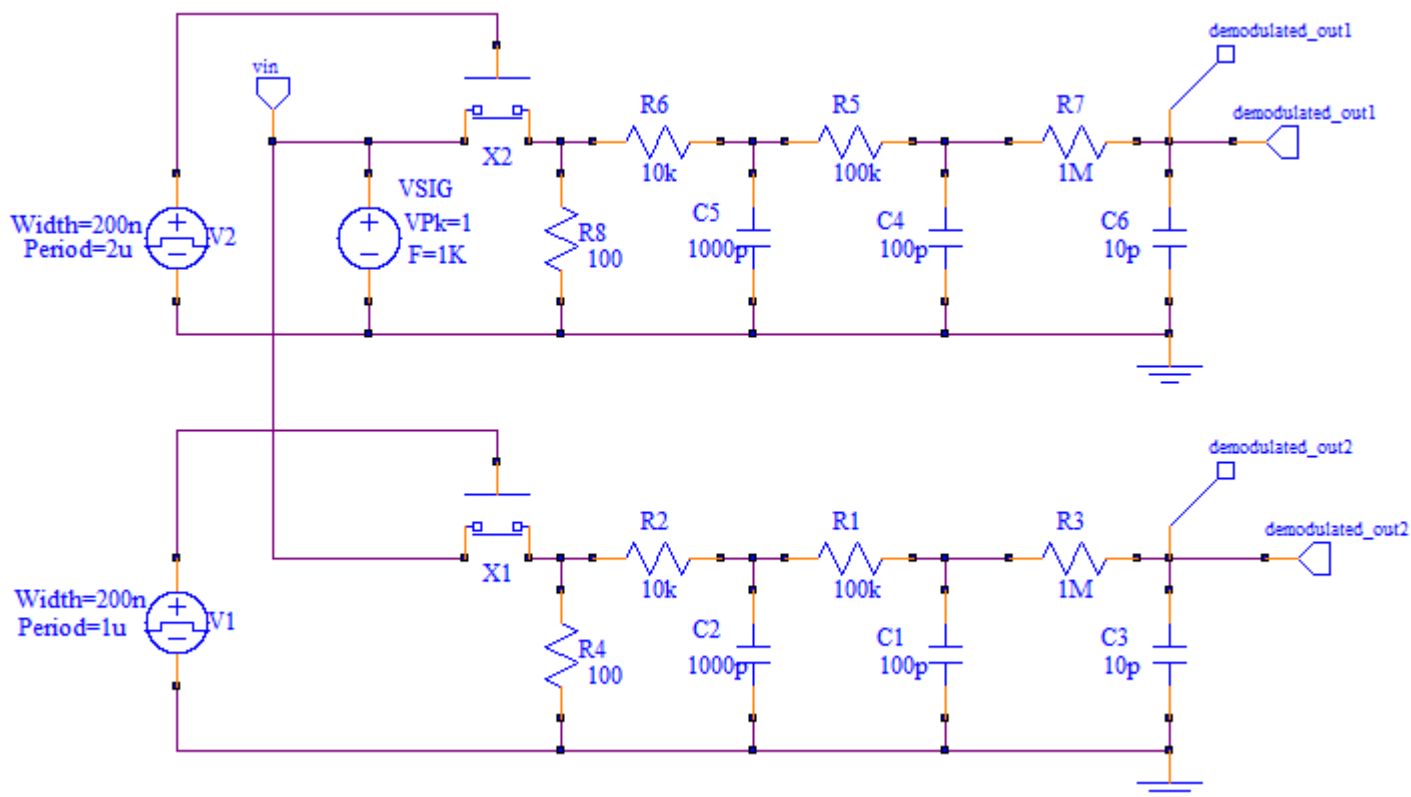 demodulated_out1
vin
R6
R5
R7
demodulated_out1
X2
10k
100k
1M
VSIG
VPk=1
F=1K
Width=200n
Period=2u
V2
R8
100
C5
1000p
C4
100p
C6
10p
demodulated_out2
R2
R1
R3
demodulated_out2
X1
10k
100k
1M
Width=200n
Period=1u
V1
R4
100
C2
1000p
C1
100p
C3
10p